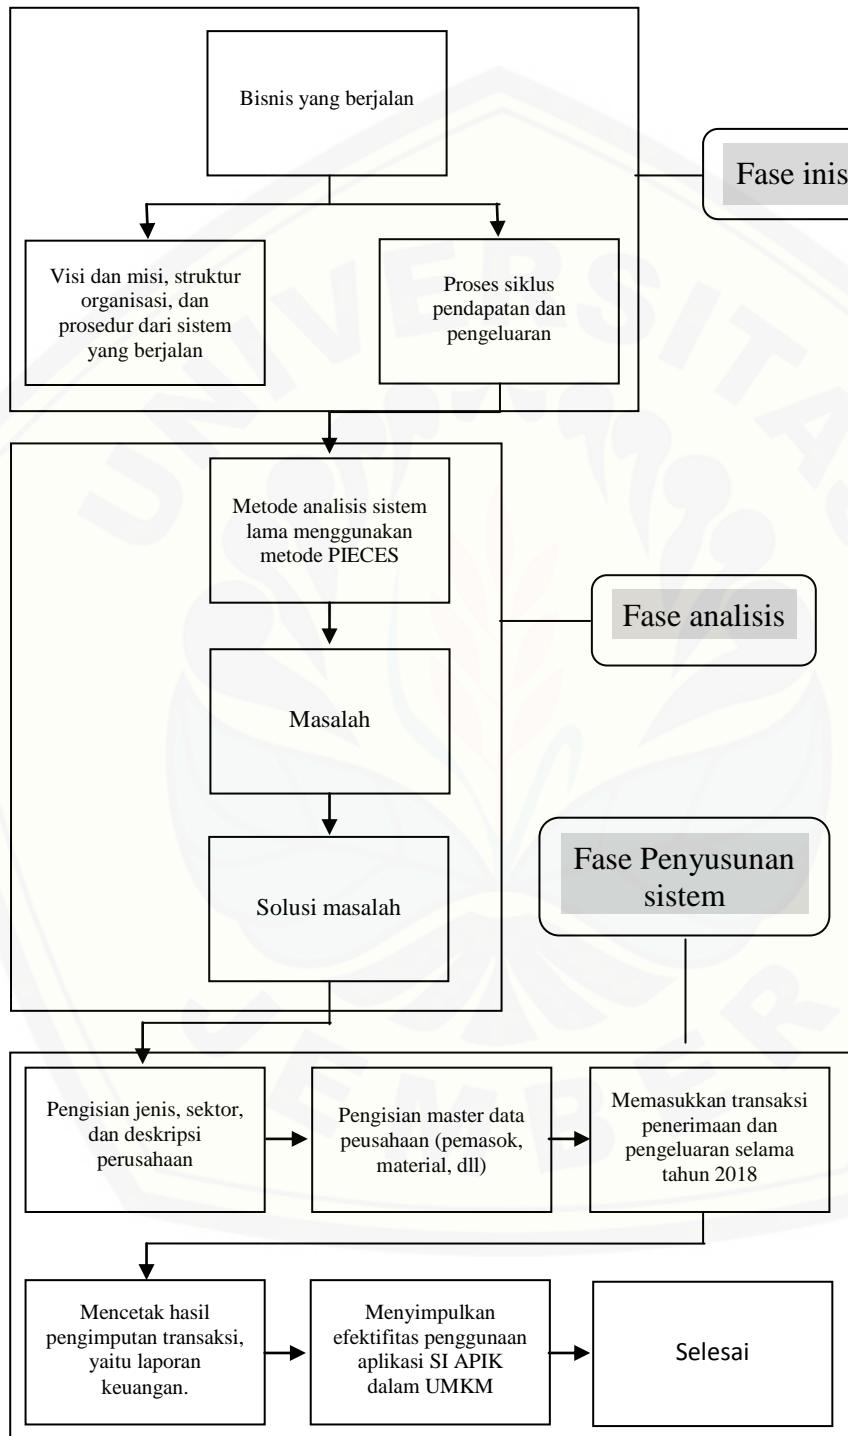 Bisnis yang berjalan
Fase inis
Visi dan misi, struktur
organisasi, dan
prosedur dari sistem
yang berjalan
Proses siklus
pendapatan dan
pengeluaran
Metode analisis sistem
lama menggunakan
metode PIECES
Fase analisis
Masalah
Solusi masalah
Fase Penyusunan
sistem
Pengisian jenis, sektor,
dan deskripsi
perusahaan
Pengisian master data
peusahaan (pemasok,
material, dll)
Memasukkan transaksi
penerimaan dan
pengeluaran selama
tahun 2018
Mencetak hasil
pengimputan transaksi,
yaitu laporan
keuangan.
Menyimpulkan
efektifitas penggunaan
aplikasi SI APIK
dalam UMKM
Selesai
UNIVERSITAS
JEMBER